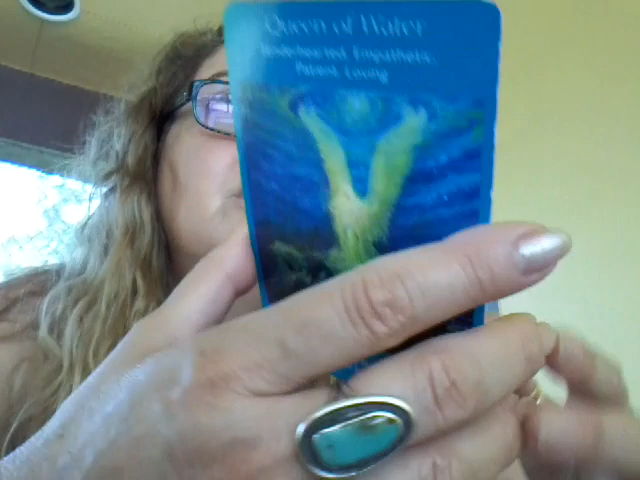 Queen of Water
Tenderhearted, Empathetic,
Patient, Loving